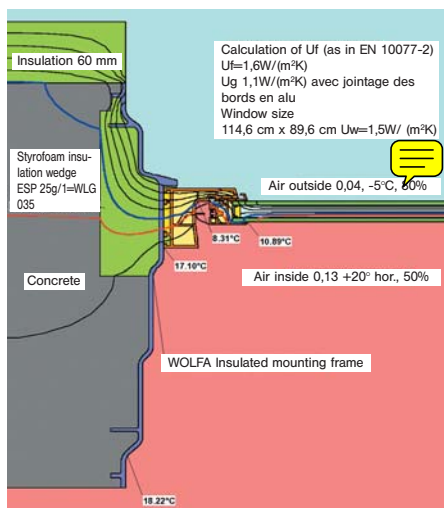 Insulation 60 mm
Calculation of Uf (as in EN 10077-2)
Uf=1,6W/(m²K)
Ug 1,1W/(m²K) avec jointage des
bords en alu
Window size
114,6 cm x 89,6 cm Uw=1,5W/ (m²K)
Styrofoam insu-
lation wedge
ESP 25g/1=WLG
035
Air outside 0,04, -5°C, 80%
8.31°C
10.89°C
17.10°C
Air inside 0,13 +20° hor., 50%
Concrete
WOLFA Insulated mounting frame
18.22°C